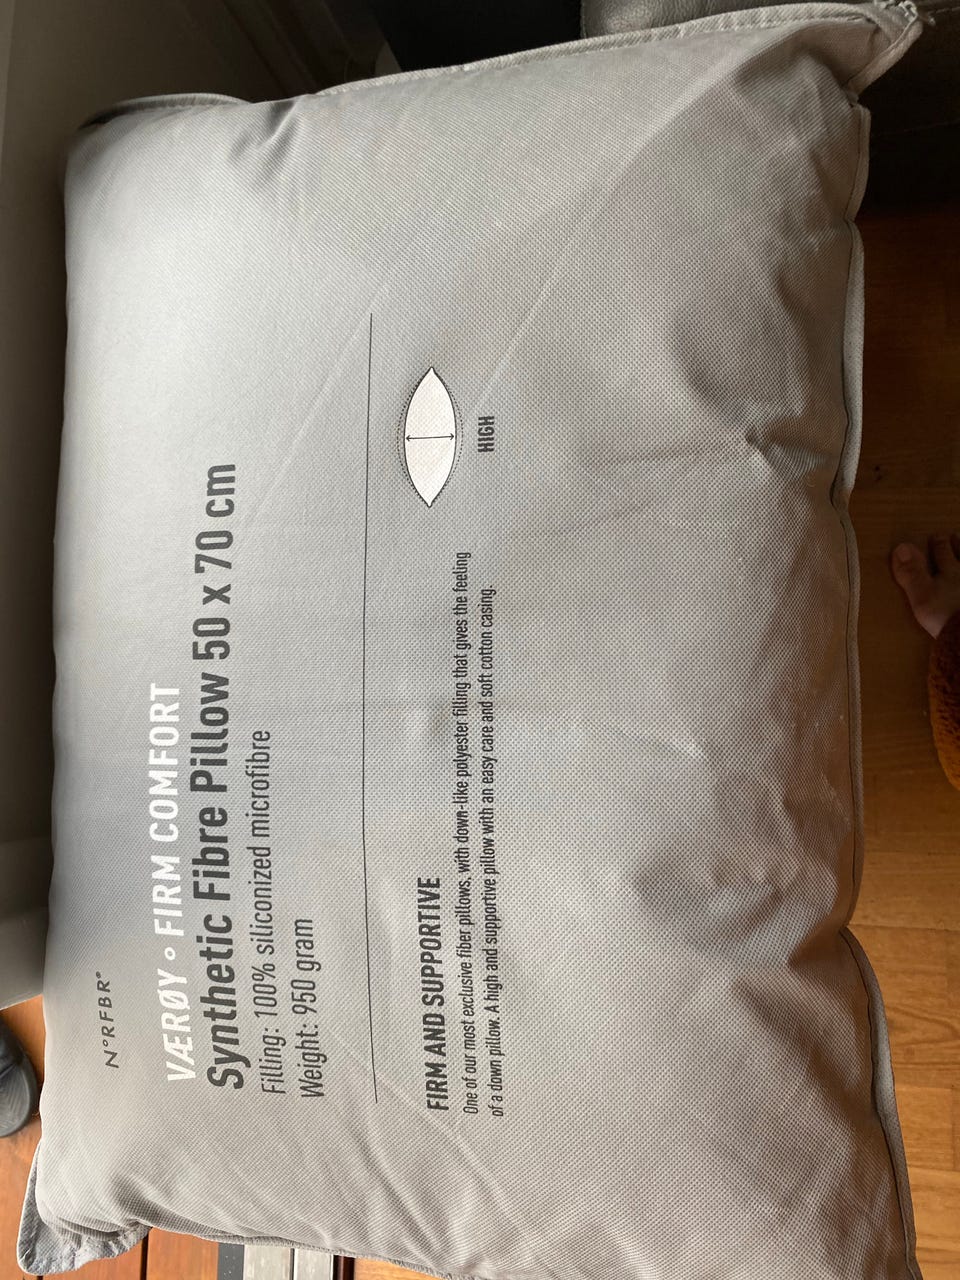 N°RFBR°
VÆRØY ° FIRM COMFORT
Synthetic Fibre Pillow 50 x 70 cm
Filling: 100% siliconized microfibre
Weight: 950 gram
FIRM AND SUPPORTIVE
One of our most exclusive fiber pillows, with down-like polyester filling that gives the feeling
of a down pillow. A high and supportive pillow with an easy care and soft cotton casing.
HIGH